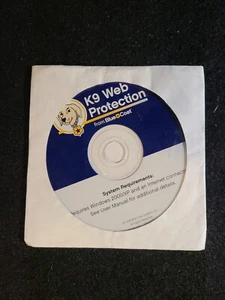 K9 Web
Protection
from Blue Coat
System Requirements:
Requires Windows 2000/XP and an Internet connection
See User Manual for additional details.